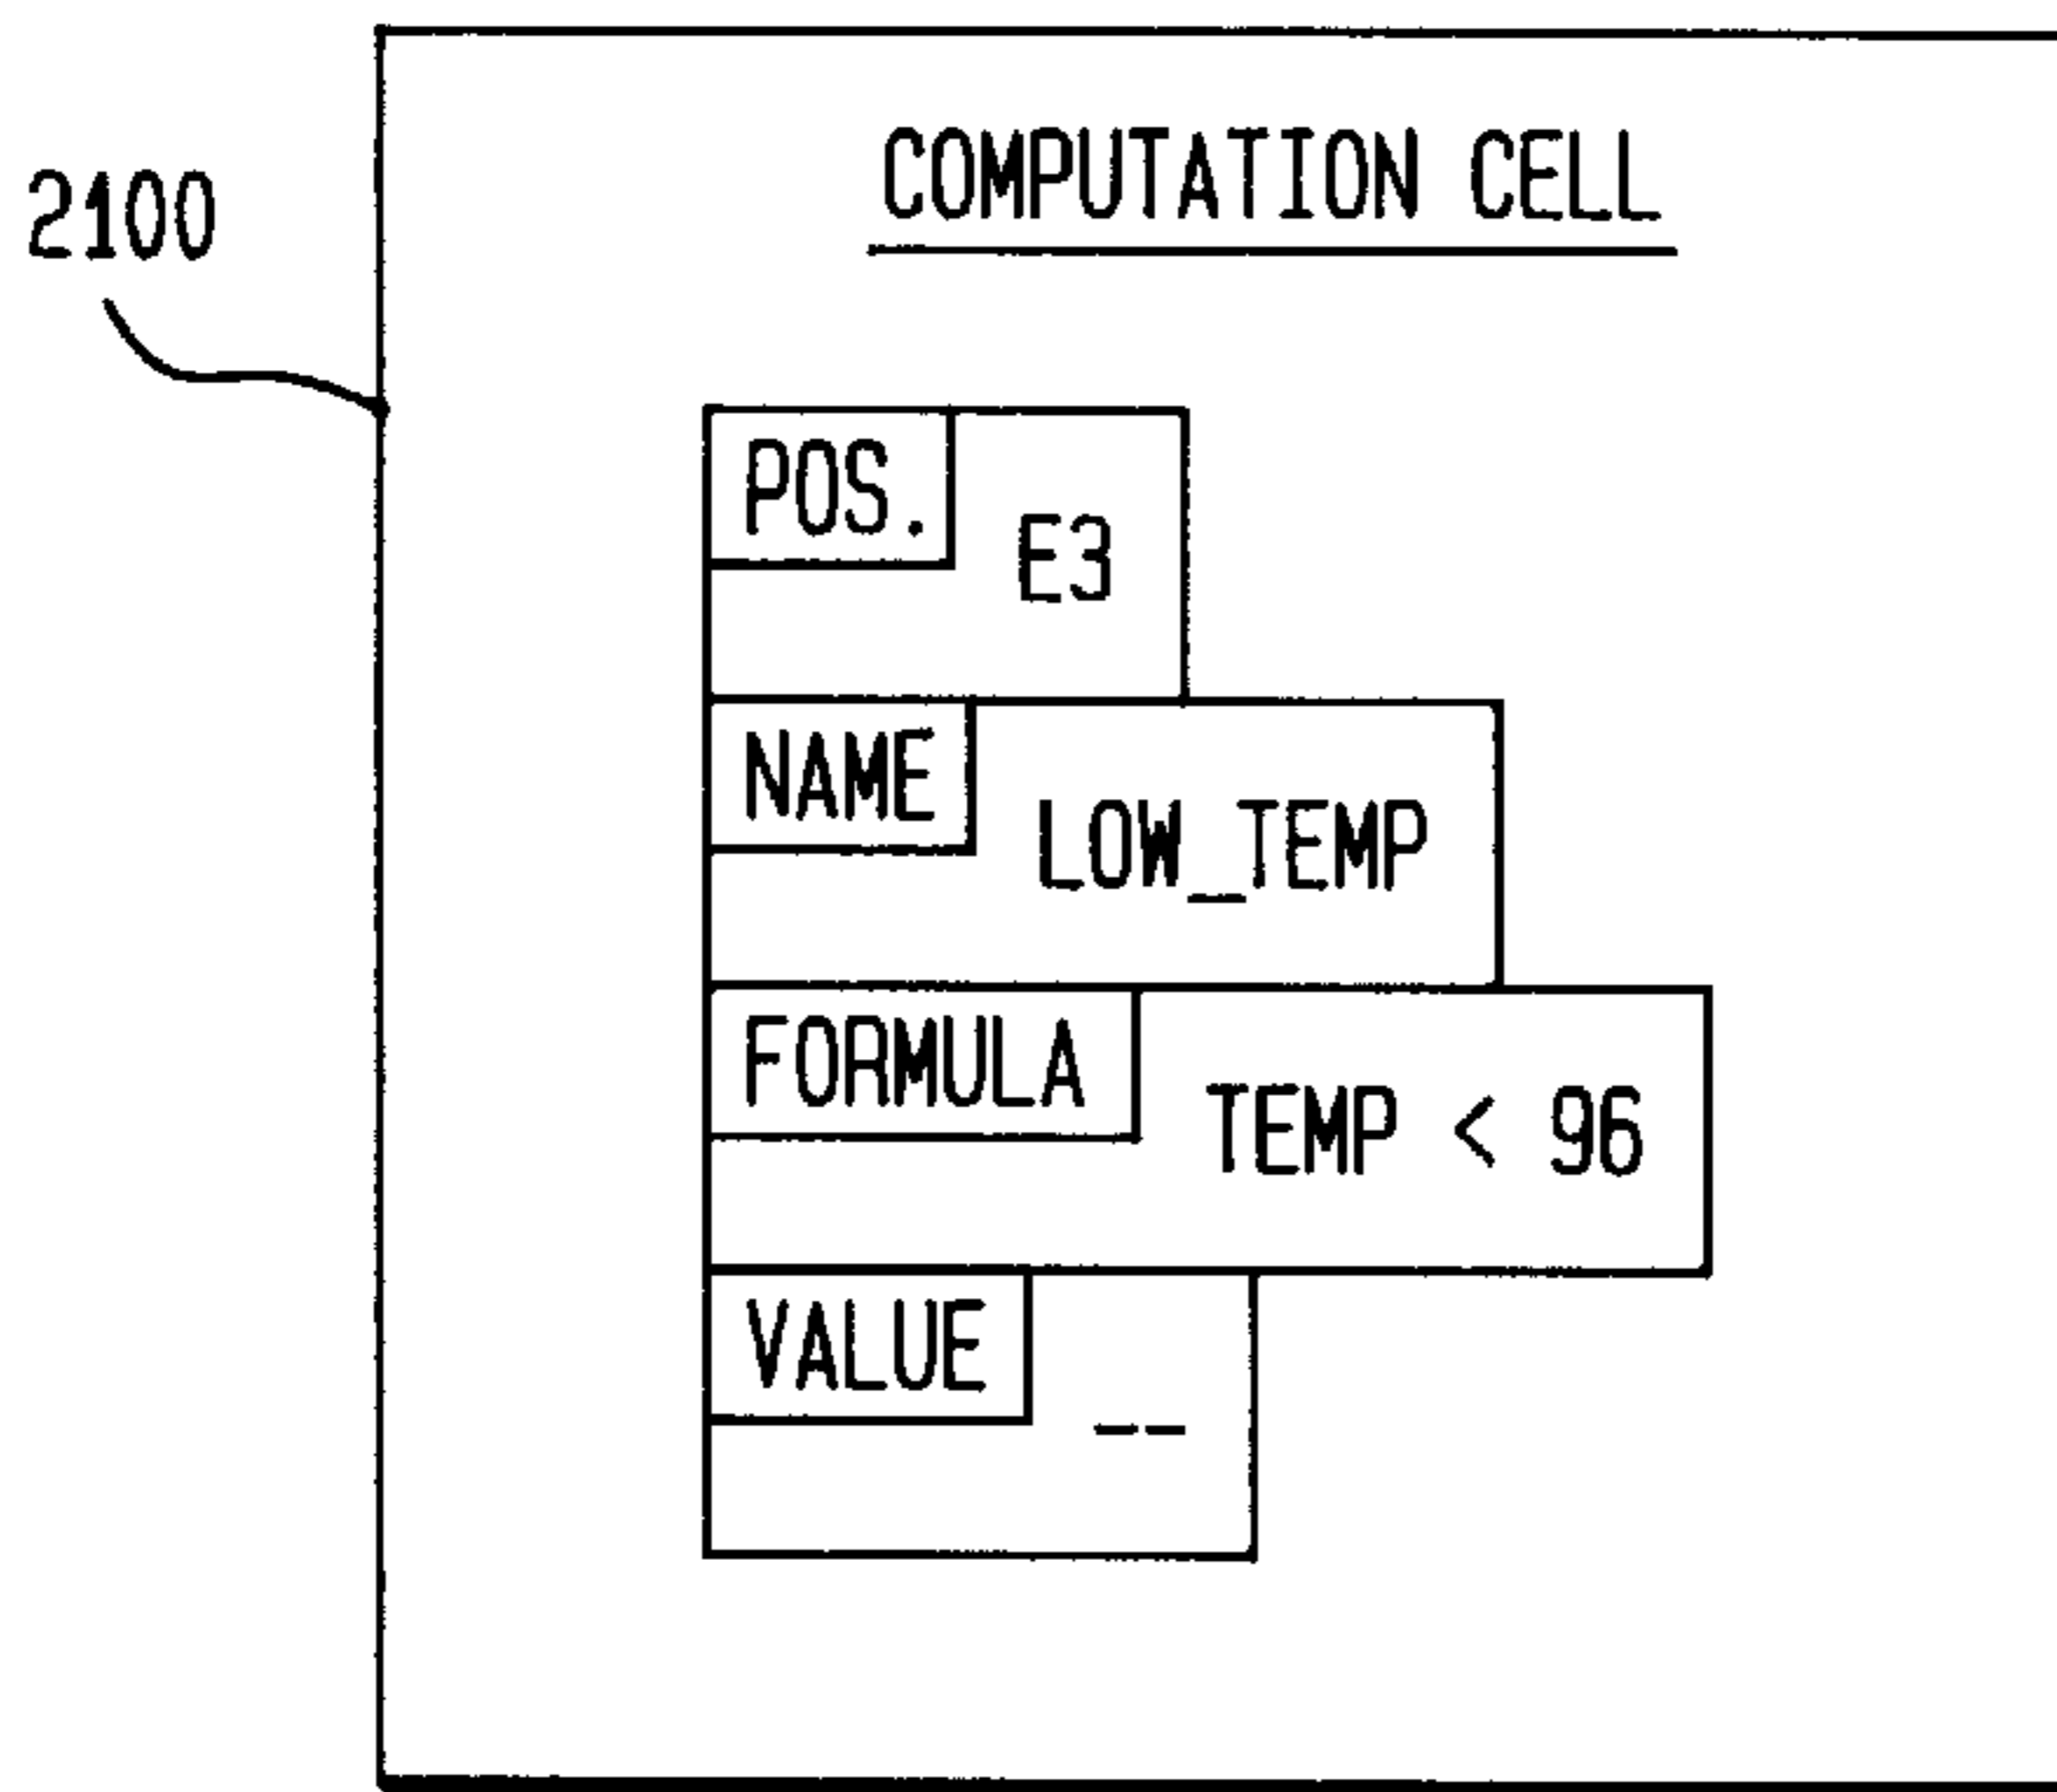 COMPUTATION CELL
2100
POS.
E3
NAME
LOW_TEMP
FORMULA
TEMP < 96
VALUE
--